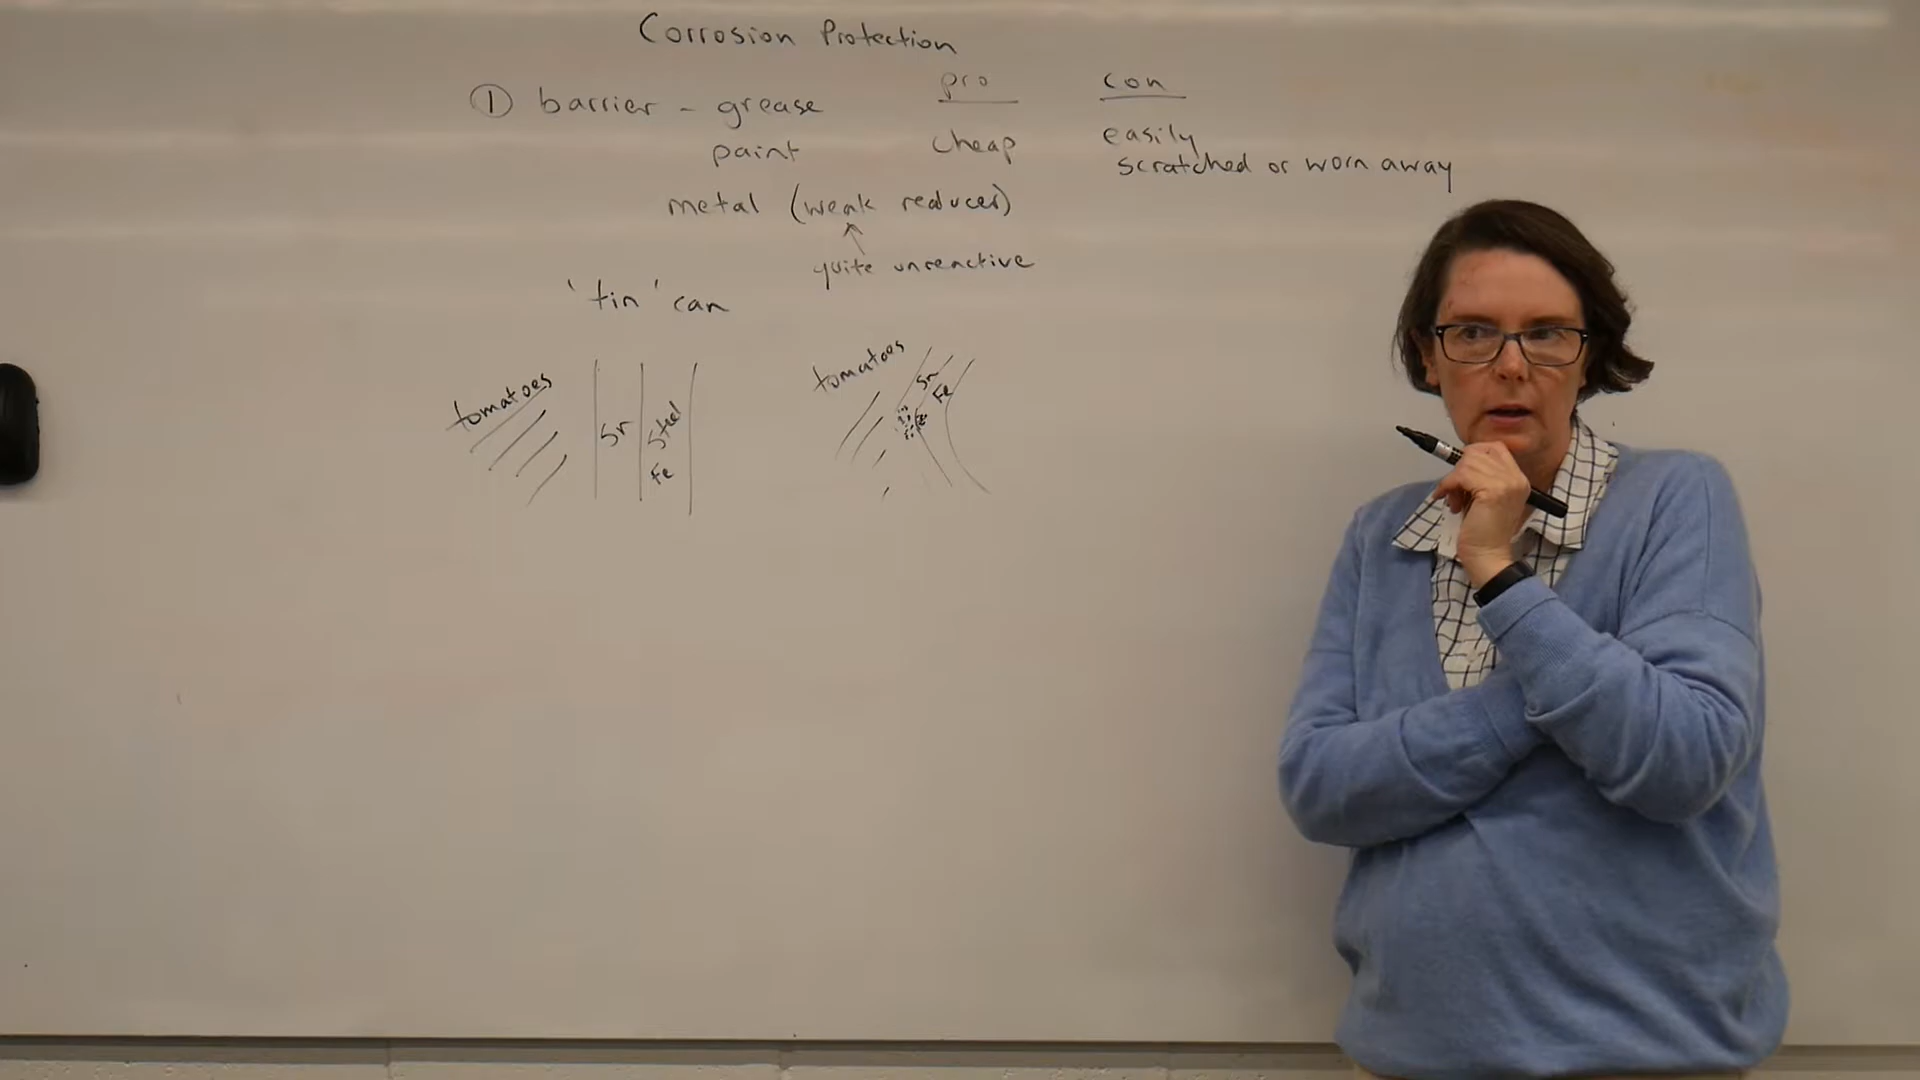 Corrosion Protection
pro con
① barrier - grease
paint cheap easily
scratched or worn away
metal (weak reducer)
quite unreactive
'tin' can
tomatoes Sn Steel
Fe
tomatoes Sn
Fe